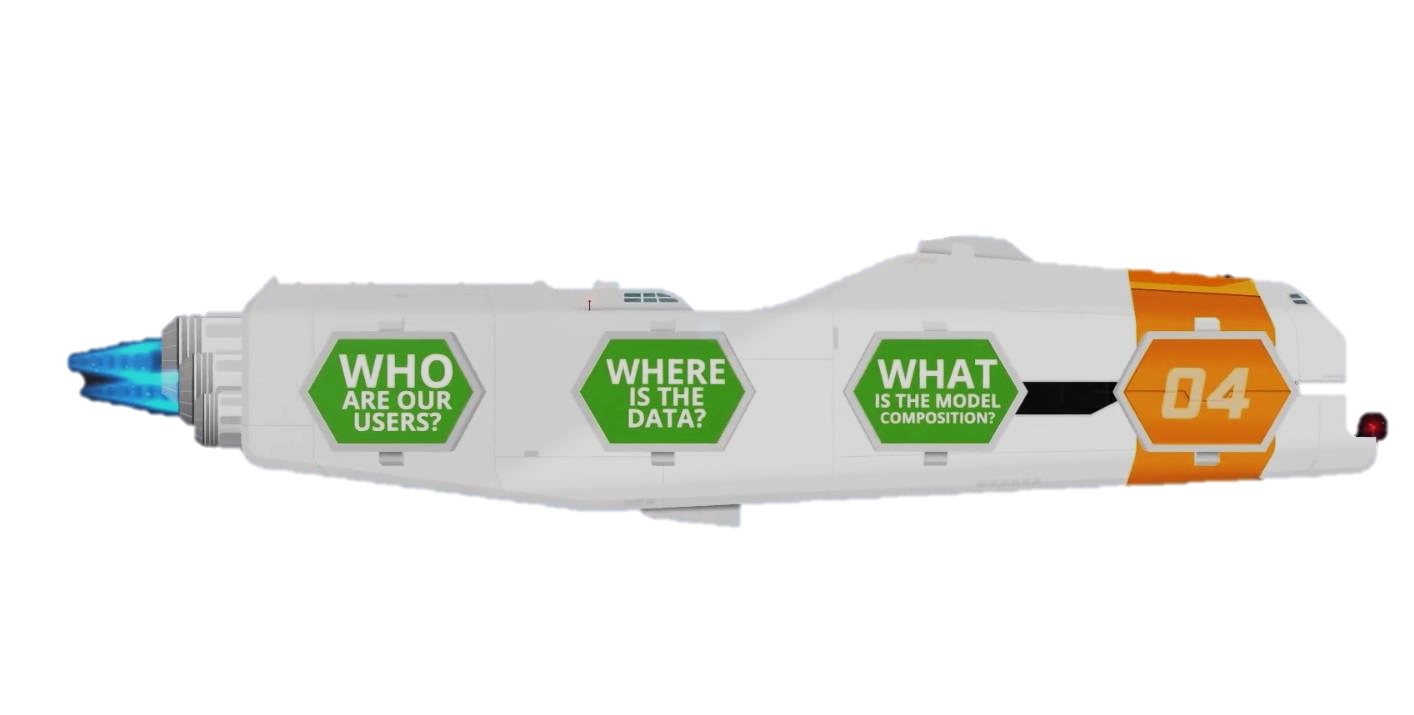 WHO
ARE OUR
USERS?
WHERE
IS THE
DATA?
WHAT
IS THE MODEL
COMPOSITION?
04